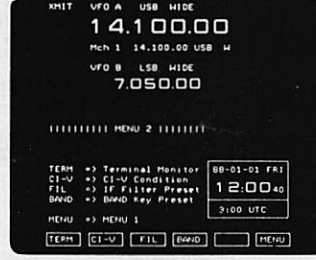 XMIT VFO A USB WIDE
14.100.00
Mch 1 14.100.00 USB W
VFO B LSB WIDE
7.050.00
|||||||||| MENU 2 ||||||||||
TERM => Terminal Monitor
CI-V => CI-V Condition
FIL => IF Filter Preset
BAND => BAND Key Preset
MENU => MENU 1
88-01-01 FRI
12:00 40
3:00 UTC
TERM CI-V FIL BAND MENU